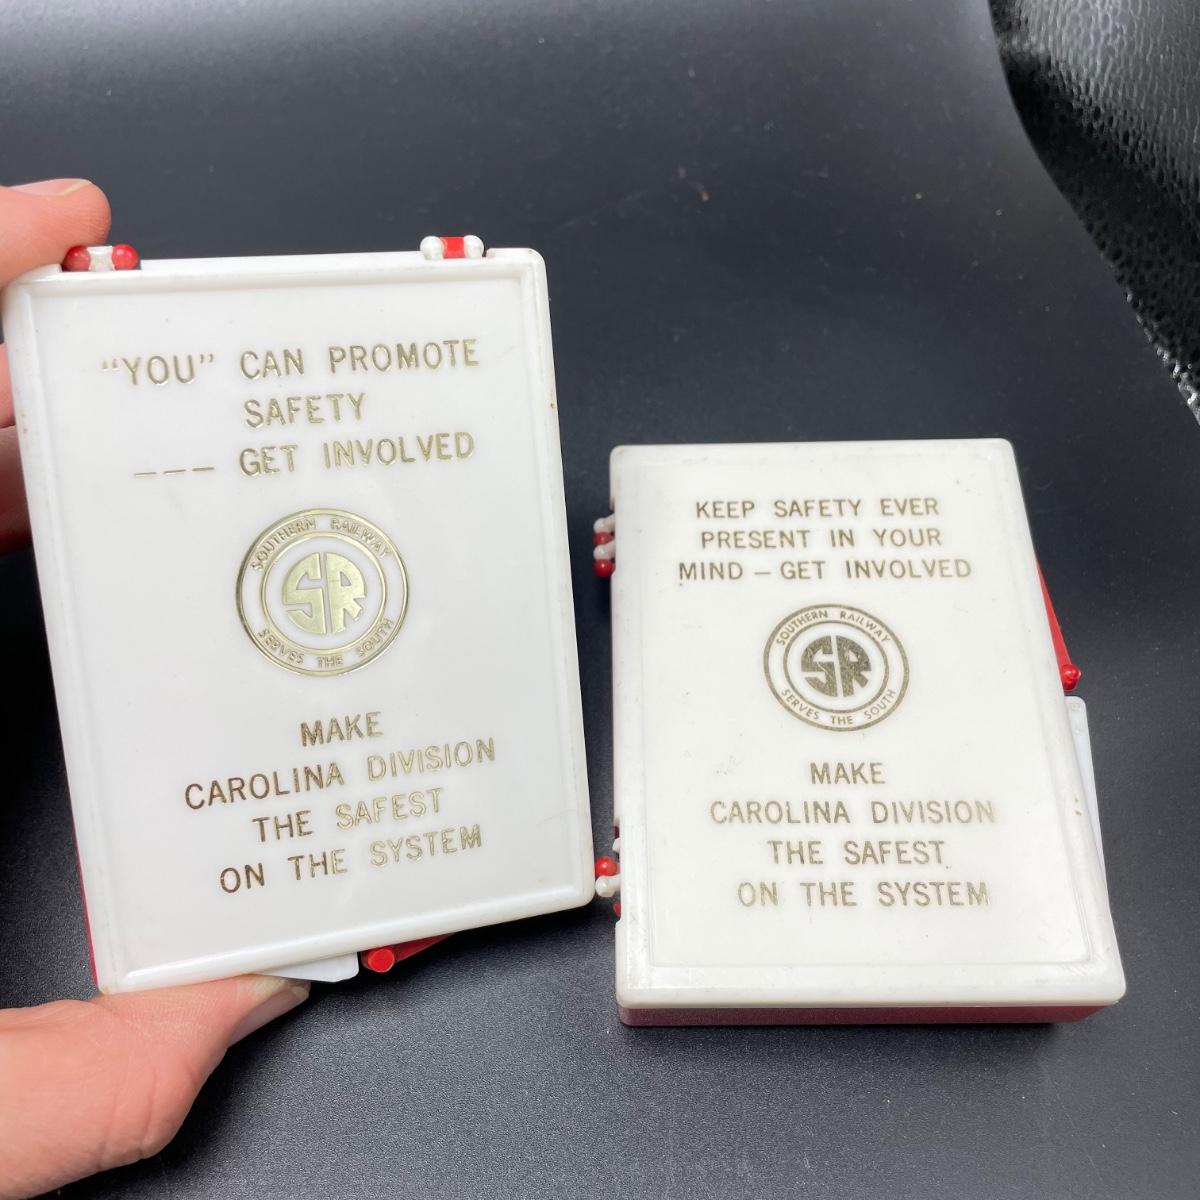 “YOU” CAN PROMOTE
SAFETY
––– GET INVOLVED
SOUTHERN RAILWAY
SR
SERVES THE SOUTH
MAKE
CAROLINA DIVISION
THE SAFEST
ON THE SYSTEM
KEEP SAFETY EVER
PRESENT IN YOUR
MIND – GET INVOLVED
SOUTHERN RAILWAY
SR
SERVES THE SOUTH
MAKE
CAROLINA DIVISION
THE SAFEST
ON THE SYSTEM